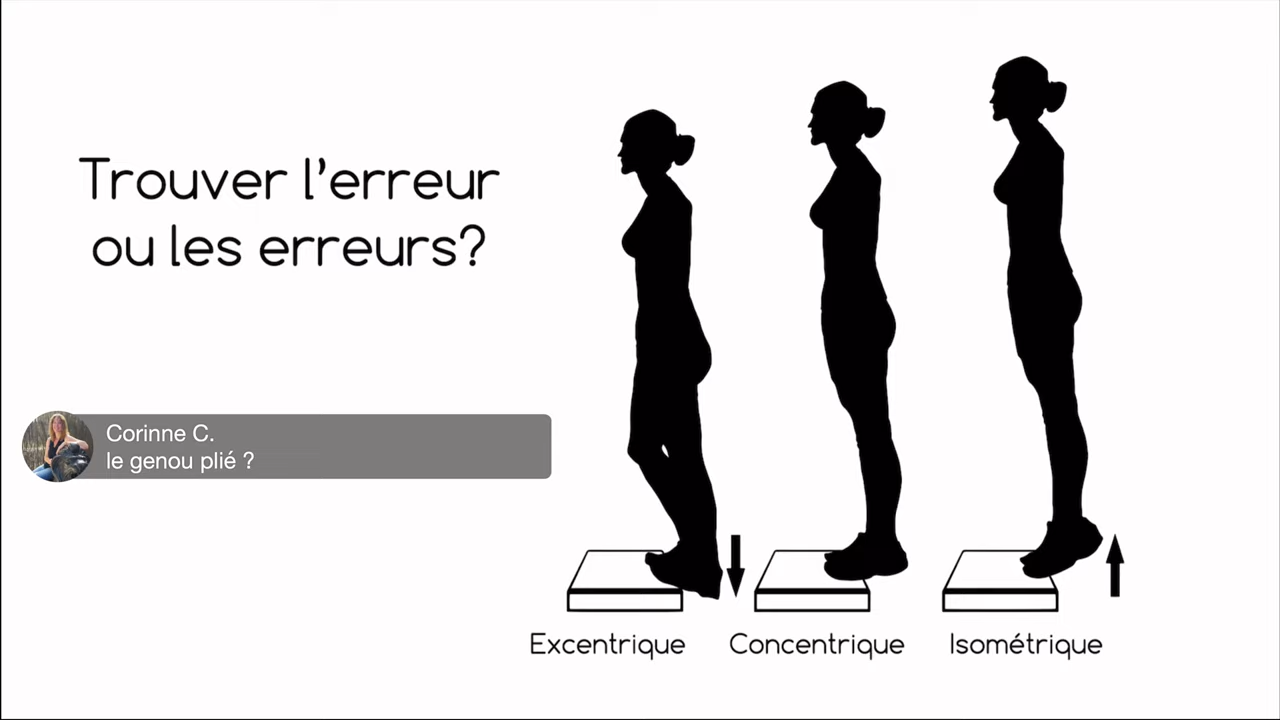 Trouver l'erreur
ou les erreurs?
Corinne C.
le genou plié ?
Excentrique
Concentrique
Isométrique